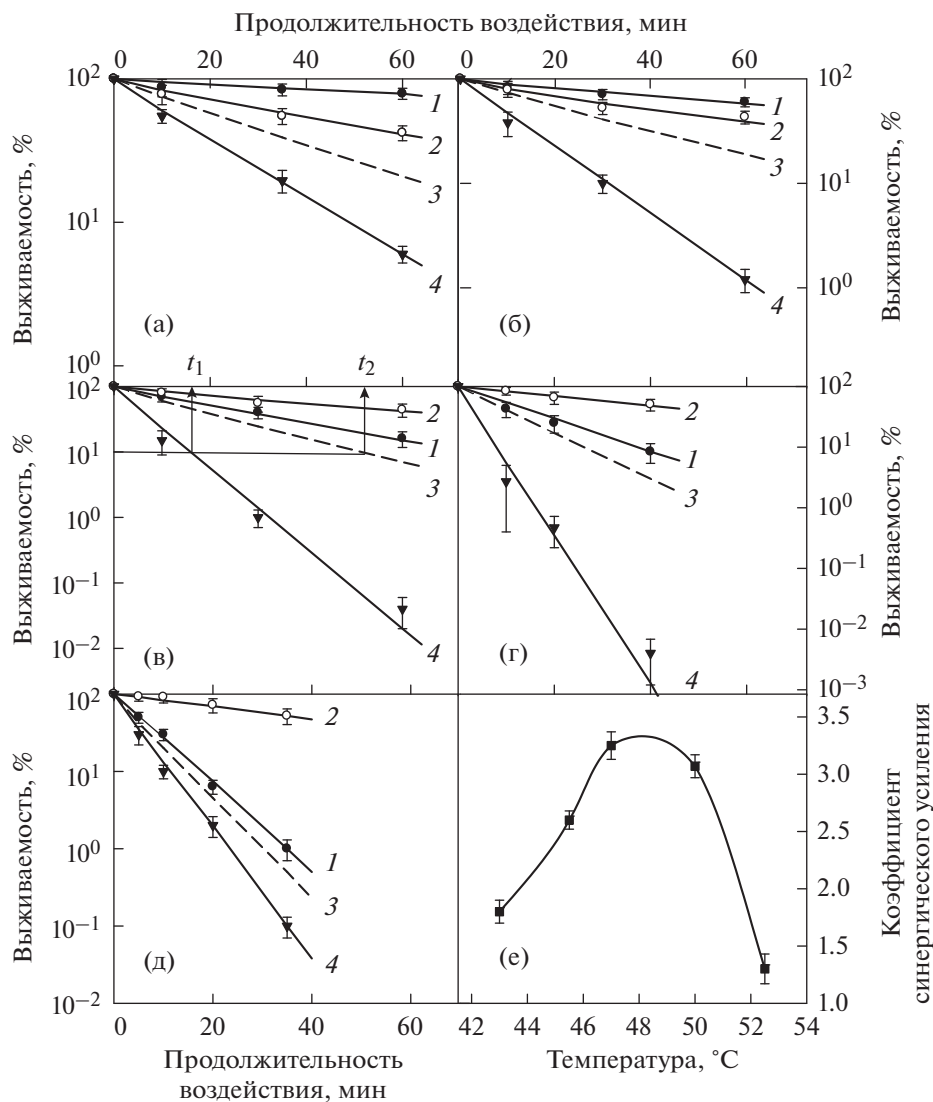 Продолжительность воздействия, мин
0 20 40 60 0 20 40 60
10² 10¹ 10⁰
Выживаемость, %
1
2
3
4
(а)
10² 10¹ 10⁰
Выживаемость, %
1
2
3
4
(б)
t₁ t₂
10² 10¹ 10⁰ 10⁻¹ 10⁻²
Выживаемость, %
2
1
3
4
(в)
10² 10¹ 10⁰ 10⁻¹ 10⁻² 10⁻³
Выживаемость, %
2
1
3
4
(г)
10² 10¹ 10⁰ 10⁻¹ 10⁻²
Выживаемость, %
2
1
3
4
(д)
3.5 3.0 2.5 2.0 1.5 1.0
Коэффициент
синергического усиления
(е)
0 20 40 60
Продолжительность
воздействия, мин
42 44 46 48 50 52 54
Температура, °C